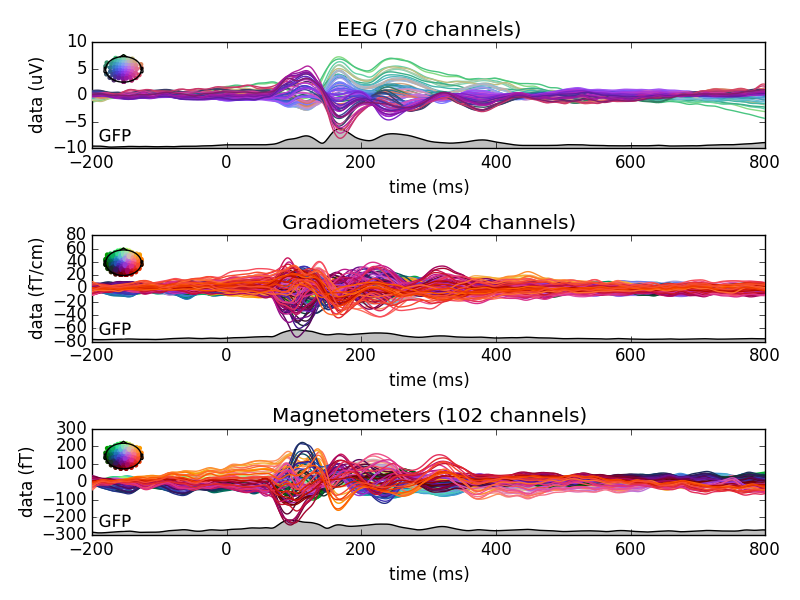 EEG (70 channels)
data (uV)
10
5
0
−5
−10
GFP
−200 0 200 400 600 800
time (ms)
Gradiometers (204 channels)
data (fT/cm)
80
60
40
20
0
−20
−40
−60
−80
GFP
−200 0 200 400 600 800
time (ms)
Magnetometers (102 channels)
data (fT)
300
200
100
0
−100
−200
−300
GFP
−200 0 200 400 600 800
time (ms)